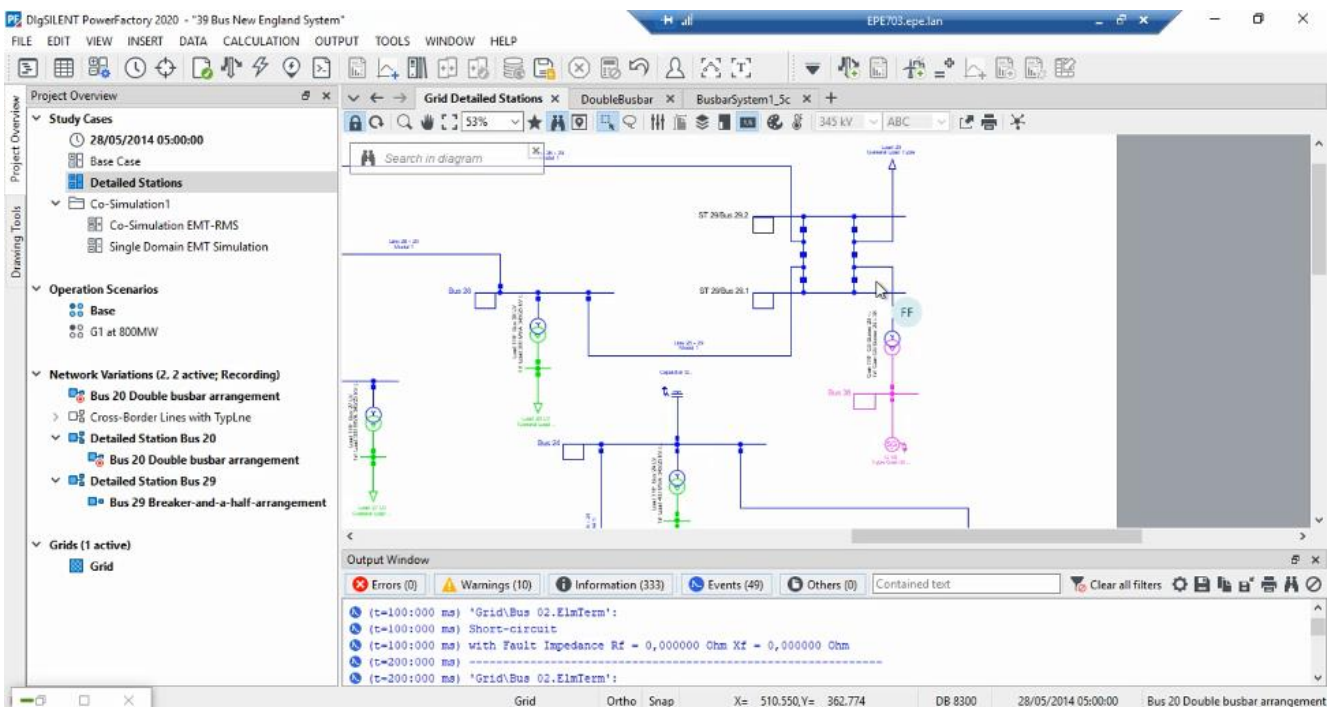 DIgSILENT PowerFactory 2020 - "39 Bus New England System"
EPE703.epe.lan
FILE EDIT VIEW INSERT DATA CALCULATION OUTPUT TOOLS WINDOW HELP
Project Overview
Grid Detailed Stations
DoubleBusbar
BusbarSystem1_5c
53%
345 kV
ABC
Project Overview
Drawing Tools
Study Cases
28/05/2014 05:00:00
Base Case
Detailed Stations
Co-Simulation1
Co-Simulation EMT-RMS
Single Domain EMT Simulation
Operation Scenarios
Base
G1 at 800MW
Network Variations (2, 2 active; Recording)
Bus 20 Double busbar arrangement
Cross-Border Lines with TypLne
Detailed Station Bus 20
Bus 20 Double busbar arrangement
Detailed Station Bus 29
Bus 29 Breaker-and-a-half-arrangement
Grids (1 active)
Grid
Search in diagram
ST 29/Bus 29.2
Bus 28
ST 29/Bus 29.1
FF
Bus 38
Bus 24
Output Window
Errors (0)
Warnings (10)
Information (333)
Events (49)
Others (0)
Contained text
Clear all filters
(t=100:000 ms) 'Grid\Bus 02.ElmTerm':
(t=100:000 ms) Short-circuit
(t=100:000 ms) with Fault Impedance Rf = 0,000000 Ohm Xf = 0,000000 Ohm
(t=200:000 ms) ----------------------------------------------------------------
(t=200:000 ms) 'Grid\Bus 02.ElmTerm':
Grid
Ortho
Snap
X= 510.550,Y= 362.774
DB 8300
28/05/2014 05:00:00
Bus 20 Double busbar arrangement